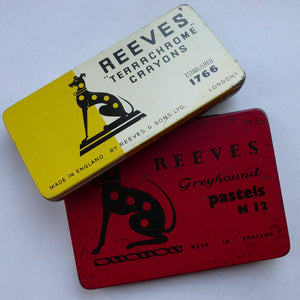 REEVES
"TERRACHROME"
CRAYONS
ESTABLISHED
1766
LONDON
MADE IN ENGLAND BY REEVES & SONS LTD.
REEVES
Greyhound
pastels
N 12
MADE IN ENGLAND